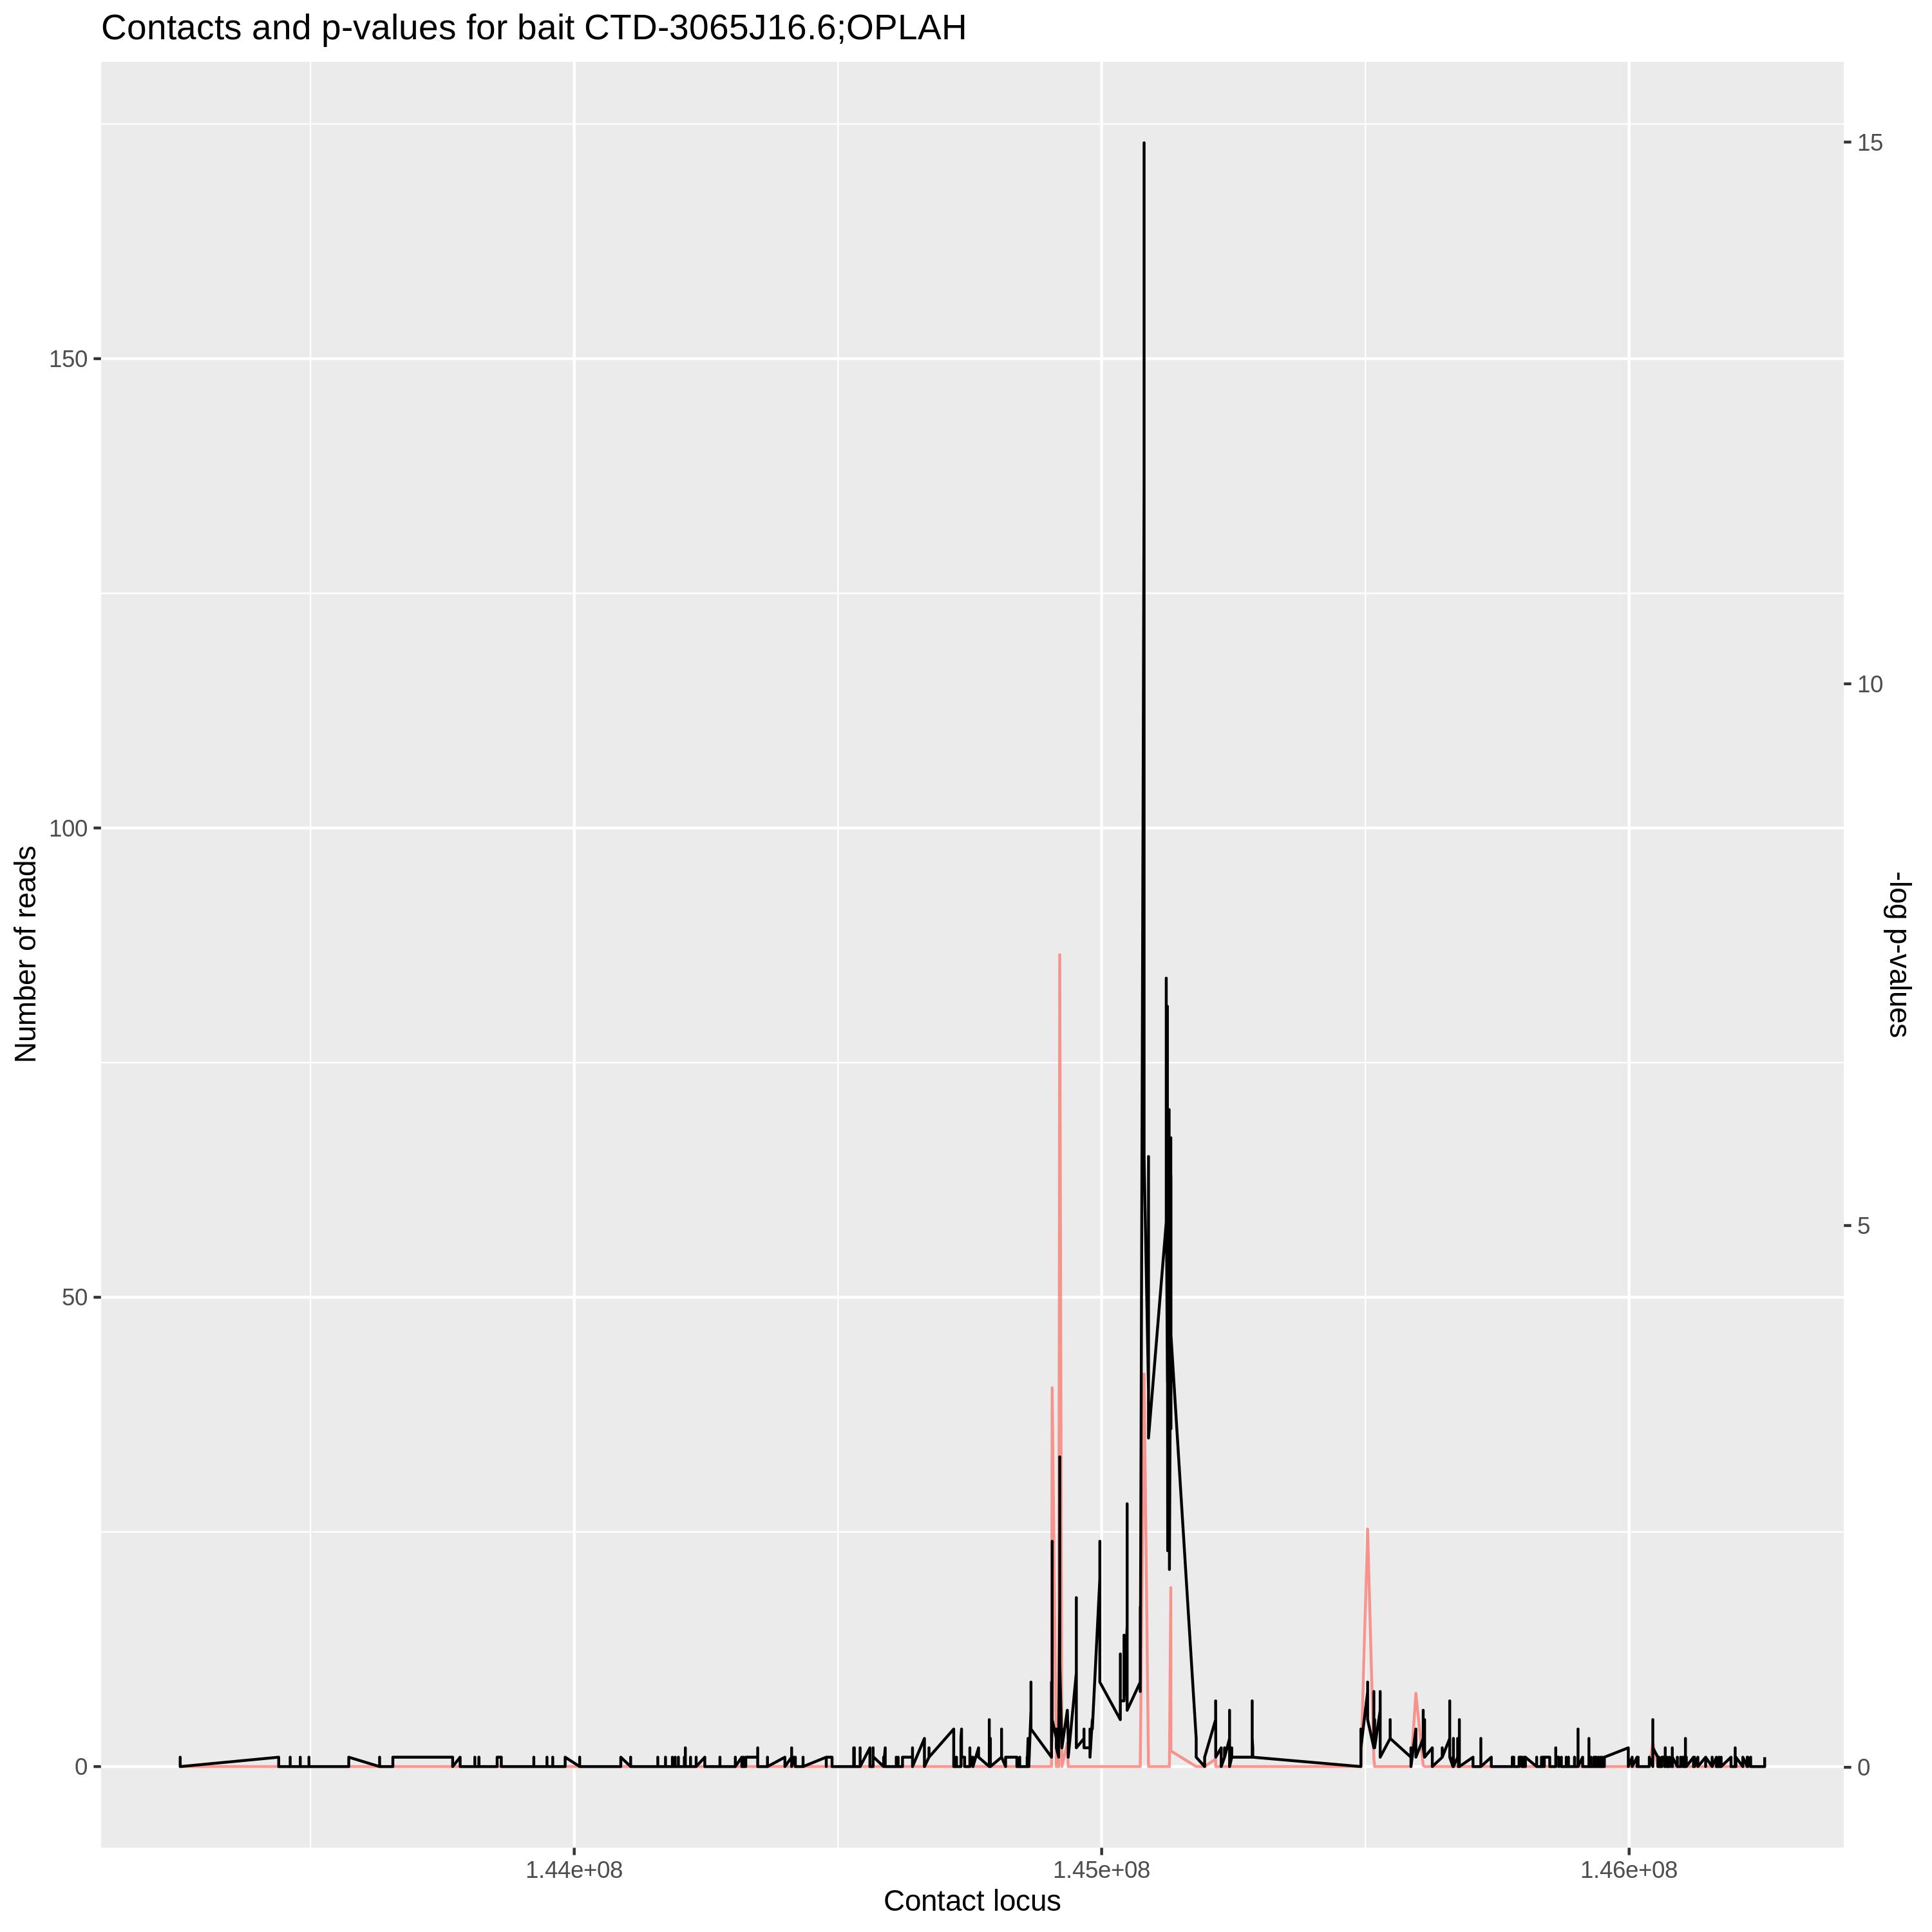 Contacts and p-values for bait CTD-3065J16.6;OPLAH
Number of reads
150
100
50
0
15
10
5
0
-log p-values
1.44e+08
1.45e+08
1.46e+08
Contact locus